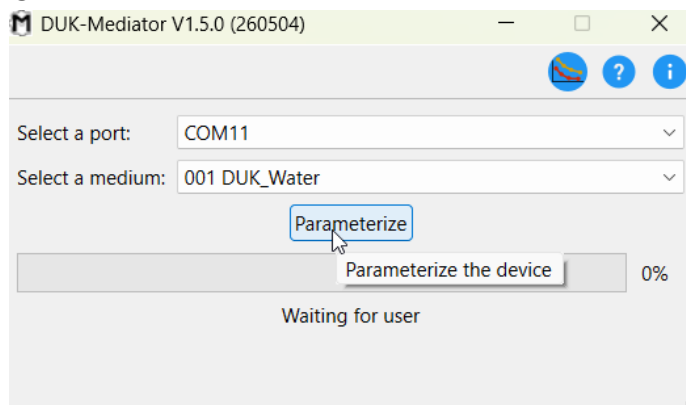 DUK-Mediator V1.5.0 (260504)
Select a port: COM11
Select a medium: 001 DUK_Water
Parameterize
Parameterize the device
0%
Waiting for user